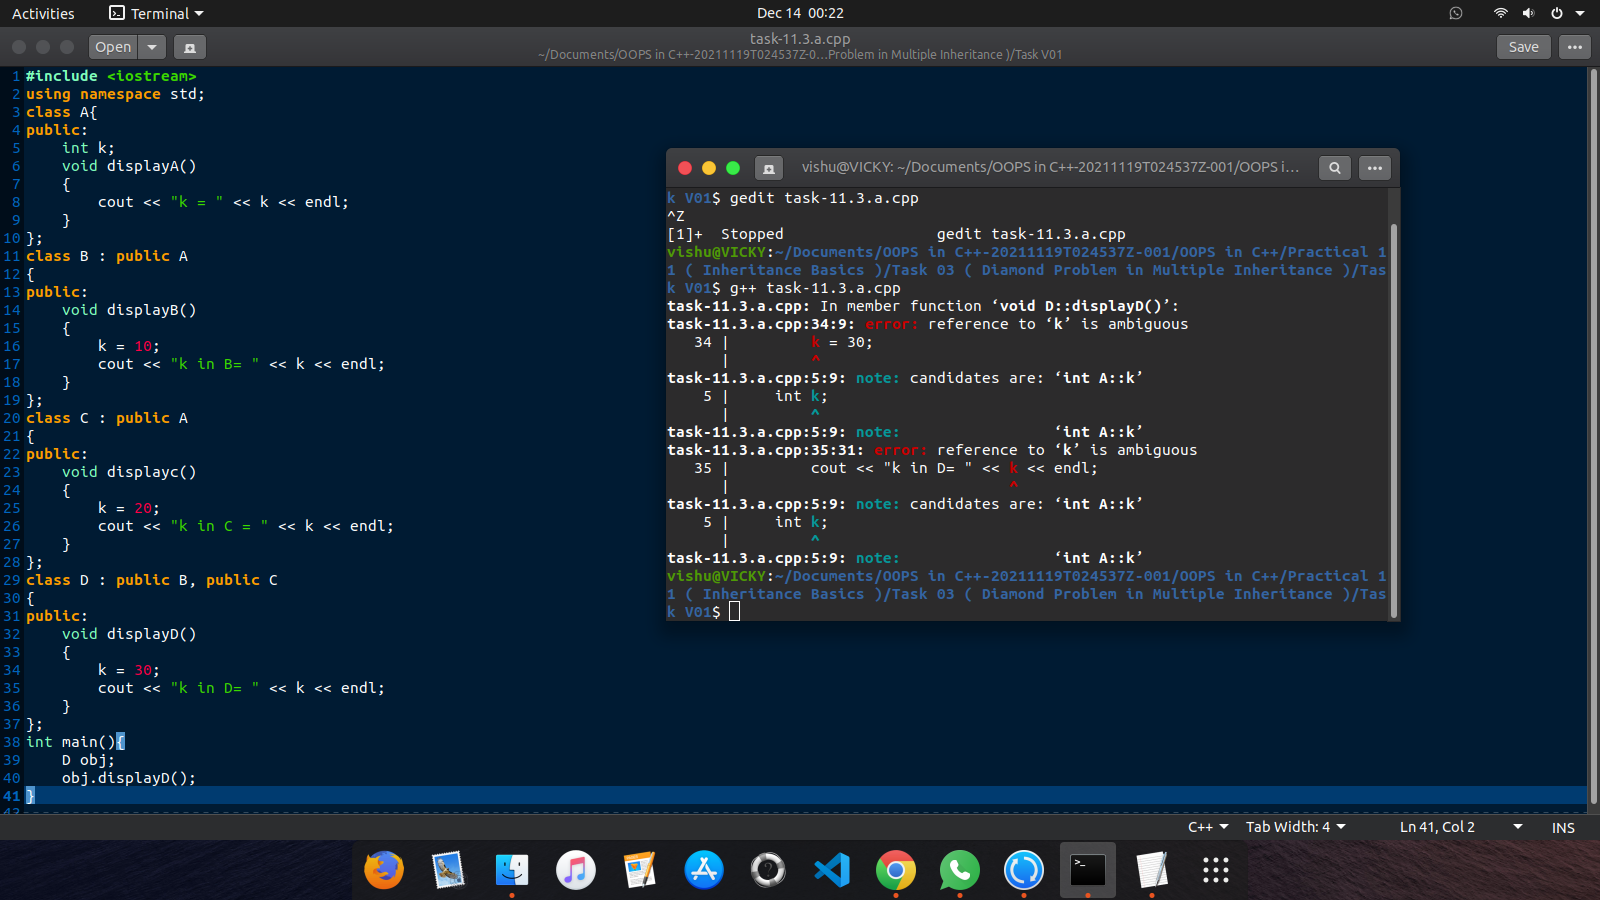 Activities
Terminal
Dec 14 00:22
Open
task-11.3.a.cpp
~/Documents/OOPS in C++-20211119T024537Z-0...Problem in Multiple Inheritance )/Task V01
Save
1 #include <iostream>
2 using namespace std;
3 class A{
4 public:
5     int k;
6     void displayA()
7     {
8         cout << "k = " << k << endl;
9     }
10 };
11 class B : public A
12 {
13 public:
14     void displayB()
15     {
16         k = 10;
17         cout << "k in B= " << k << endl;
18     }
19 };
20 class C : public A
21 {
22 public:
23     void displayc()
24     {
25         k = 20;
26         cout << "k in C = " << k << endl;
27     }
28 };
29 class D : public B, public C
30 {
31 public:
32     void displayD()
33     {
34         k = 30;
35         cout << "k in D= " << k << endl;
36     }
37 };
38 int main(){
39     D obj;
40     obj.displayD();
41 }
42
vishu@VICKY: ~/Documents/OOPS in C++-20211119T024537Z-001/OOPS i...
k V01$ gedit task-11.3.a.cpp
^Z
[1]+  Stopped                 gedit task-11.3.a.cpp
vishu@VICKY:~/Documents/OOPS in C++-20211119T024537Z-001/OOPS in C++/Practical 1
1 ( Inheritance Basics )/Task 03 ( Diamond Problem in Multiple Inheritance )/Tas
k V01$ g++ task-11.3.a.cpp
task-11.3.a.cpp: In member function ‘void D::displayD()’:
task-11.3.a.cpp:34:9: error: reference to ‘k’ is ambiguous
   34 |         k = 30;
      |         ^
task-11.3.a.cpp:5:9: note: candidates are: ‘int A::k’
    5 |     int k;
      |         ^
task-11.3.a.cpp:5:9: note:                 ‘int A::k’
task-11.3.a.cpp:35:31: error: reference to ‘k’ is ambiguous
   35 |         cout << "k in D= " << k << endl;
      |                               ^
task-11.3.a.cpp:5:9: note: candidates are: ‘int A::k’
    5 |     int k;
      |         ^
task-11.3.a.cpp:5:9: note:                 ‘int A::k’
vishu@VICKY:~/Documents/OOPS in C++-20211119T024537Z-001/OOPS in C++/Practical 1
1 ( Inheritance Basics )/Task 03 ( Diamond Problem in Multiple Inheritance )/Tas
k V01$
C++
Tab Width: 4
Ln 41, Col 2
INS